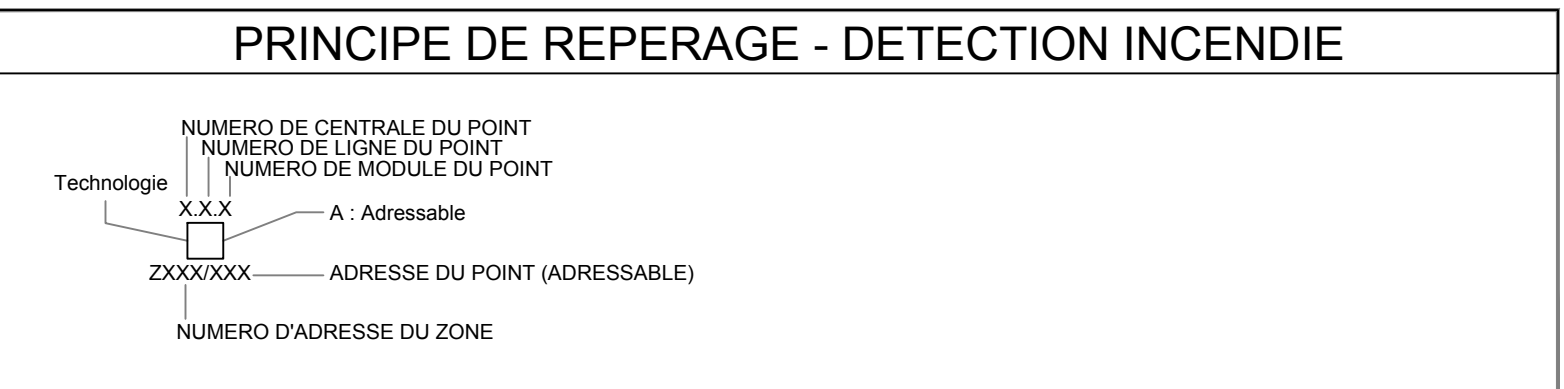 PRINCIPE DE REPERAGE - DETECTION INCENDIE
NUMERO DE CENTRALE DU POINT
NUMERO DE LIGNE DU POINT
NUMERO DE MODULE DU POINT
Technologie
X.X.X
A : Adressable
ZXXX/XXX
ADRESSE DU POINT (ADRESSABLE)
NUMERO D'ADRESSE DU ZONE